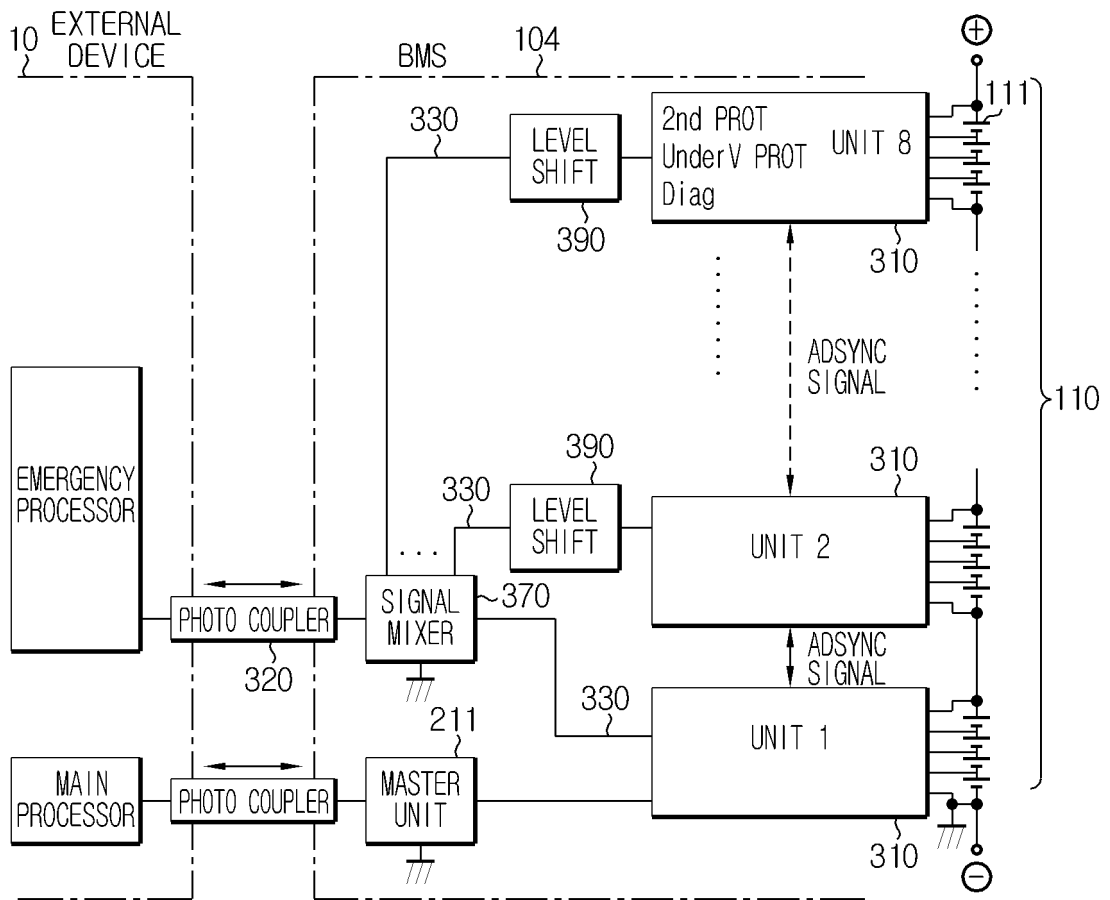 EXTERNAL
DEVICE
10
BMS
104
+
111
330
LEVEL
SHIFT
390
2nd PROT
UnderV PROT
Diag
UNIT 8
310
ADSYNC
SIGNAL
110
EMERGENCY
PROCESSOR
390
330
LEVEL
SHIFT
310
UNIT 2
...
SIGNAL
MIXER
370
PHOTO COUPLER
320
ADSYNC
SIGNAL
330
UNIT 1
310
211
MAIN
PROCESSOR
PHOTO COUPLER
MASTER
UNIT
−